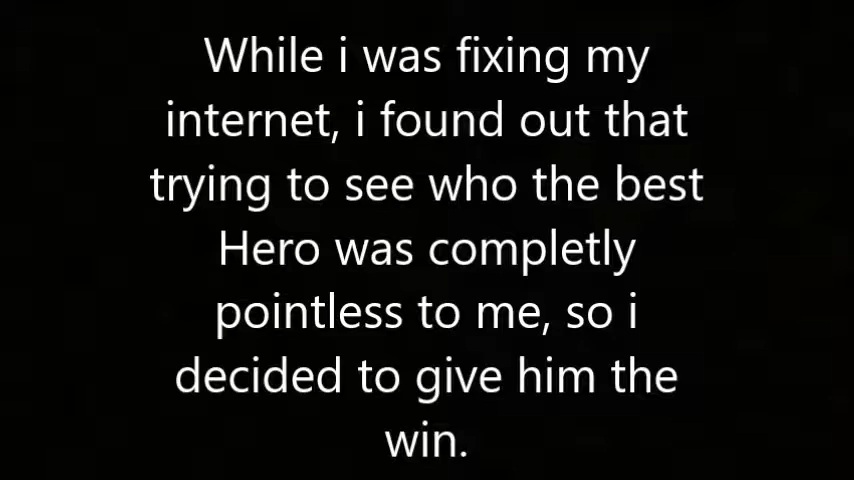 While i was fixing my
internet, i found out that
trying to see who the best
Hero was completly
pointless to me, so i
decided to give him the
win.